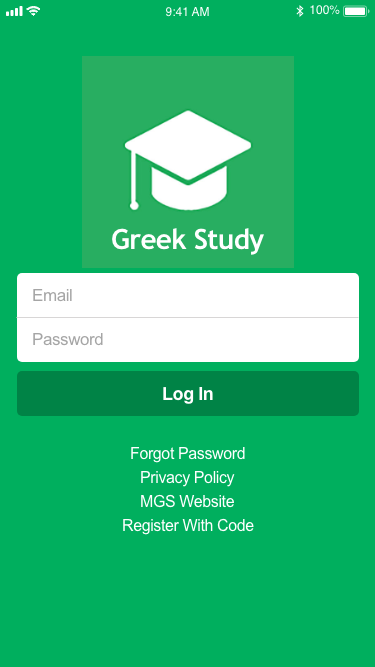 9:41 AM
100%
Greek Study
Email
Password
Log In
Forgot Password
Privacy Policy
MGS Website
Register With Code